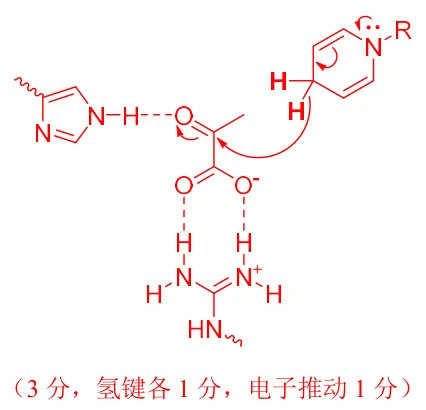 N R
H
H
N H O
N
O O-
H H
H N N+ H
HN
（3 分，氢键各 1 分，电子推动 1 分）